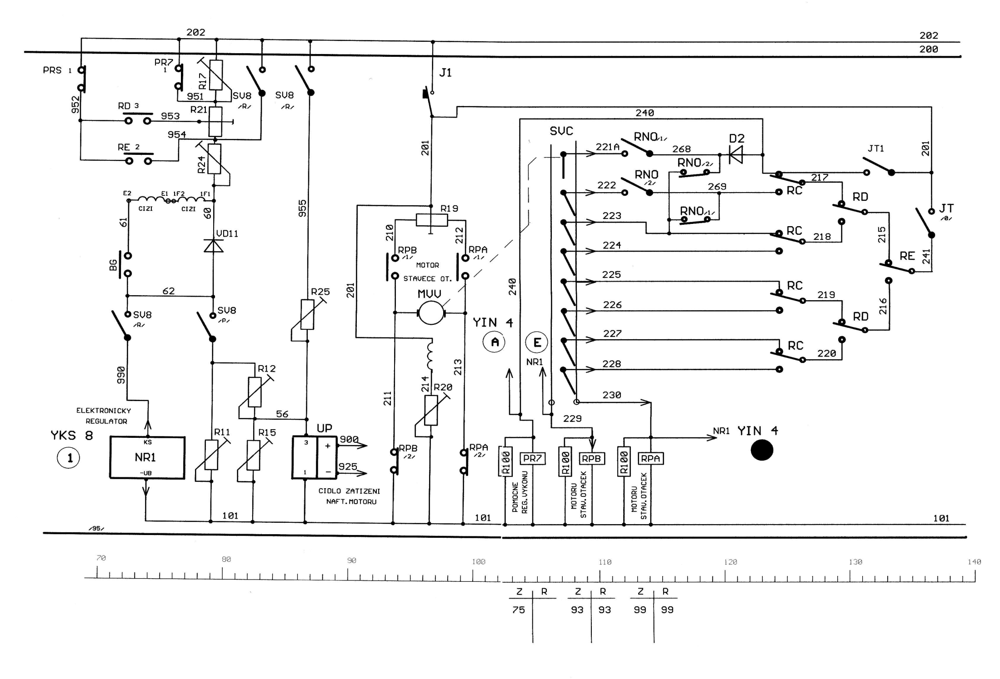 202
202
200
PRS 1
PR7
1
R17
J1
951
SV8
/R/
SV8
/R/
952
RD 3
R21
953
240
954
RE 2
R24
201
SVC
221A
RNO/1/
268
D2
JT1
201
RNO/2/
222
RNO
/2/
269
217
RC
RD
E2
E1
1F2
1F1
CIZI
CIZI
60
955
R19
223
RNO/1/
JT
/0/
61
VD11
210
212
RC
218
215
224
BG
RPB
/1/
RPA
/1/
MOTOR
STAVECE OT.
RE
241
225
62
201
MVV
240
RC
219
R25
226
216
SV8
/R/
SV8
/P/
YIN 4
RD
A
E
227
RC
220
NR1
228
990
R12
213
214
R20
211
230
ELEKTRONICKY
REGULATOR
56
229
YKS 8
1
KS
NR1
-UB
R11
R15
UP
3
1
+
-
900
925
RPB
/2/
RPA
/2/
NR1
YIN 4
R100
PR7
R100
RPB
R100
RPA
POMOCNE
REG.VYKONU
MOTORU
STAV.OTACEK
MOTORU
STAV.OTACEK
CIDLO ZATIZENI
NAFT.MOTORU
101
101
101
/95/
70
80
90
100
110
120
130
140
Z
R
Z
R
Z
R
75
93
93
99
99